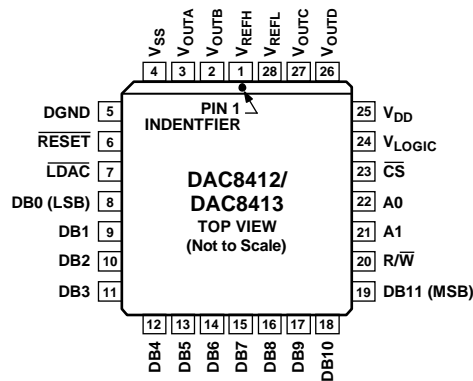 VSS VOUTA VOUTB VREFH VREFL VOUTC VOUTD
4 3 2 1 28 27 26
PIN 1
INDENTFIER
DGND 5
RESET 6
LDAC 7
DB0 (LSB) 8
DB1 9
DB2 10
DB3 11
DAC8412/
DAC8413
TOP VIEW
(Not to Scale)
25 VDD
24 VLOGIC
23 CS
22 A0
21 A1
20 R/W
19 DB11 (MSB)
12 13 14 15 16 17 18
DB4 DB5 DB6 DB7 DB8 DB9 DB10